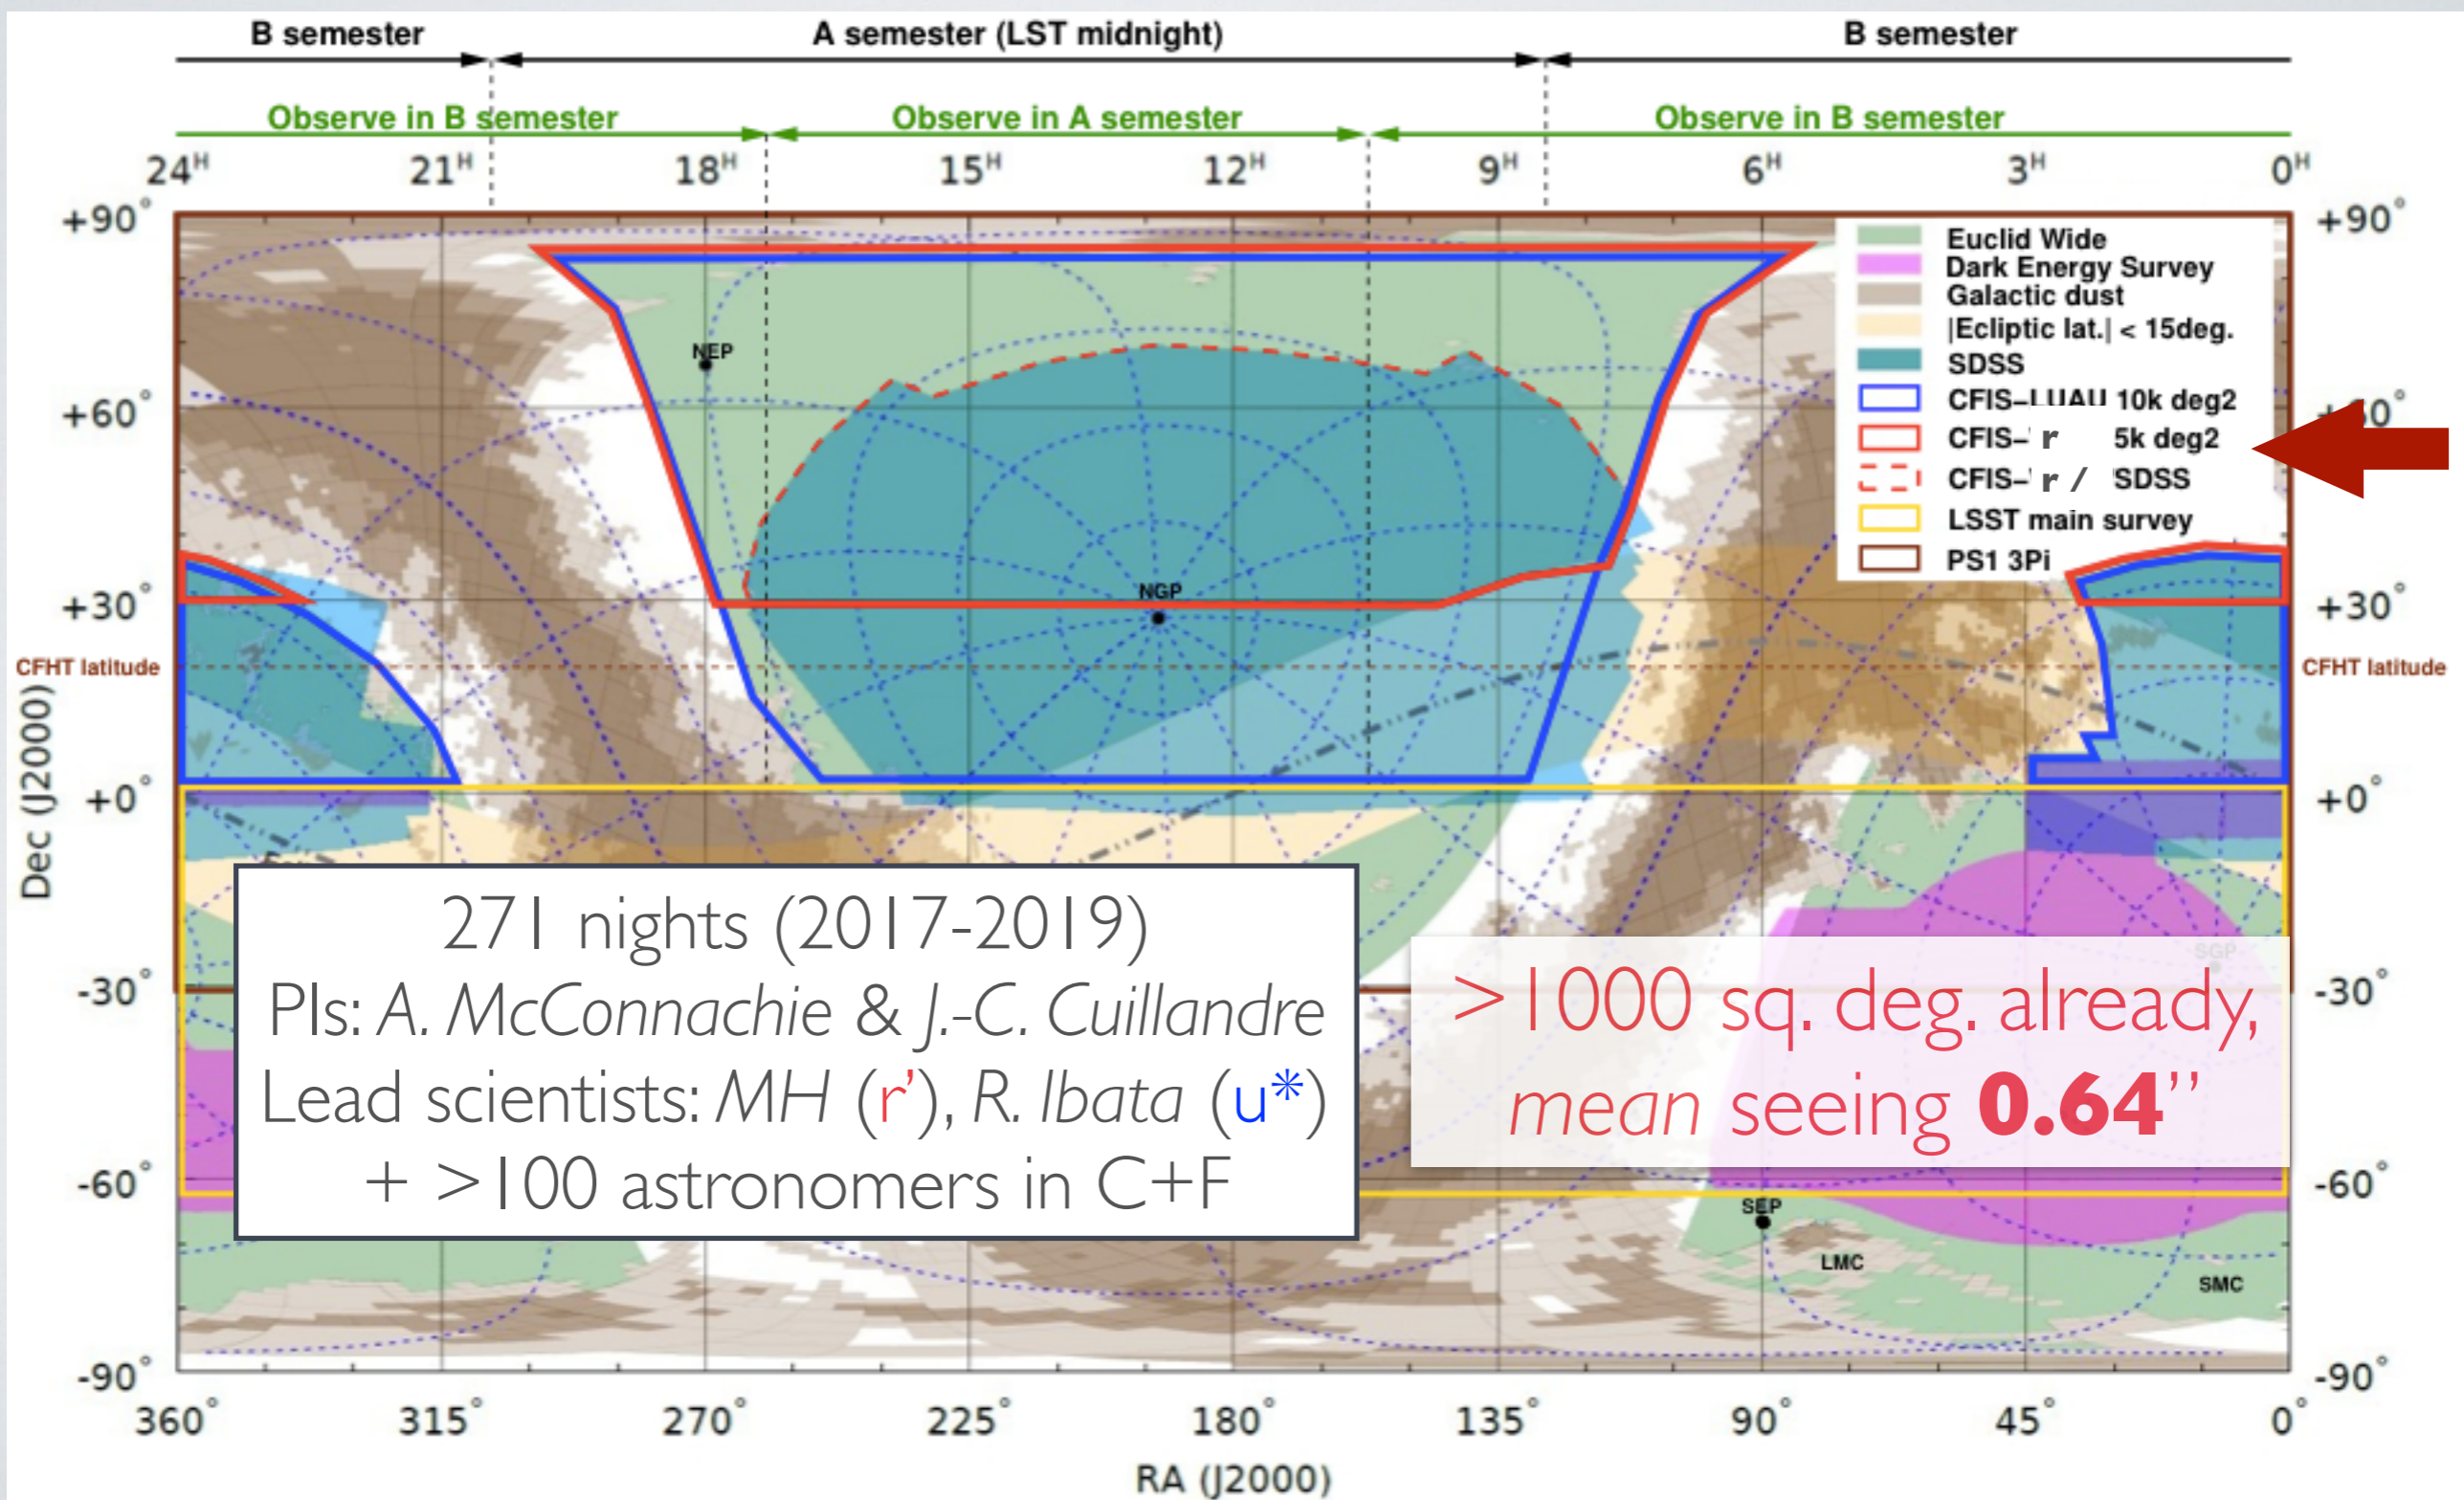 B semester A semester (LST midnight) B semester
Observe in B semester Observe in A semester Observe in B semester
24ᴴ 21ᴴ 18ᴴ 15ᴴ 12ᴴ 9ᴴ 6ᴴ 3ᴴ 0ᴴ
+90° +90°
Euclid Wide
Dark Energy Survey
Galactic dust
|Ecliptic lat.| < 15deg.
SDSS
CFIS-LUAU 10k deg2
CFIS- r 5k deg2
CFIS- r / SDSS
LSST main survey
PS1 3Pi
NEP
+60°
NGP
+30° +30°
CFHT latitude CFHT latitude
Dec (J2000)
+0° +0°
271 nights (2017-2019)
PIs: A. McConnachie & J.-C. Cuillandre
Lead scientists: MH (r'), R. Ibata (u*)
+ >100 astronomers in C+F
SGP
>1000 sq. deg. already,
mean seeing 0.64’’
-30° -30°
-60° -60°
SEP
LMC
SMC
-90° -90°
360° 315° 270° 225° 180° 135° 90° 45° 0°
RA (J2000)